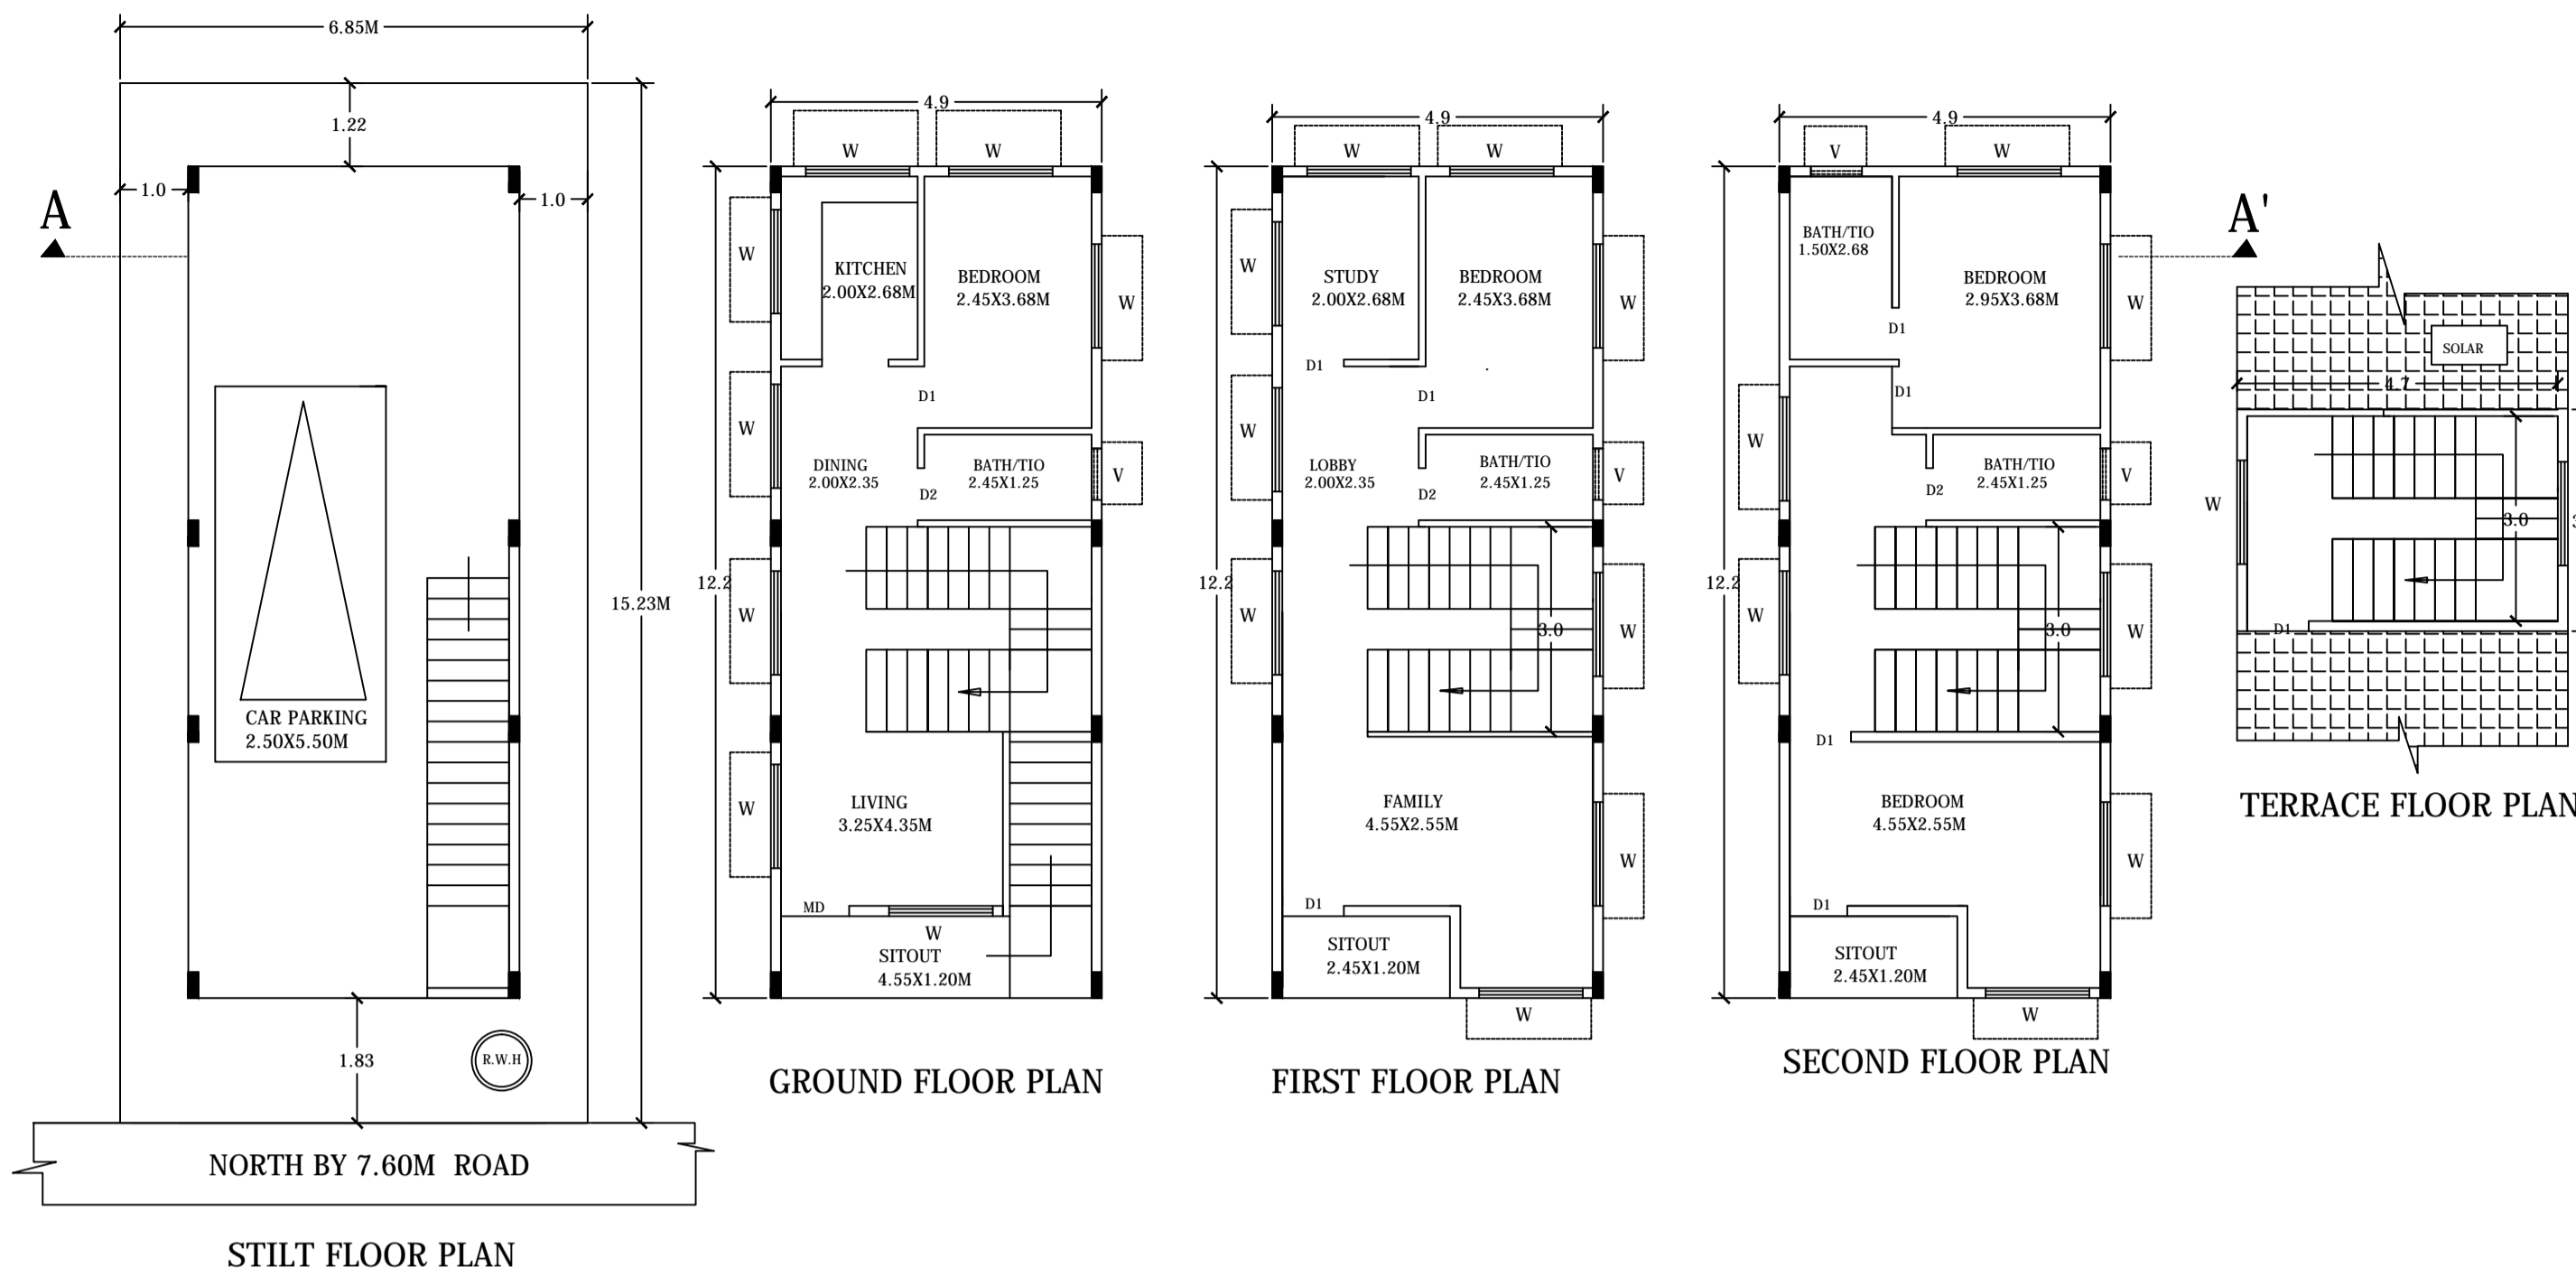 6.85M
1.22
1.0
1.0
A
15.23M
CAR PARKING
2.50X5.50M
1.83
R.W.H
NORTH BY 7.60M ROAD
STILT FLOOR PLAN
4.9
W
W
W
KITCHEN
2.00X2.68M
BEDROOM
2.45X3.68M
W
D1
W
DINING
2.00X2.35
BATH/TIO
2.45X1.25
V
D2
12.2
W
W
LIVING
3.25X4.35M
MD
W
SITOUT
4.55X1.20M
GROUND FLOOR PLAN
4.9
W
W
W
STUDY
2.00X2.68M
BEDROOM
2.45X3.68M
W
D1
D1
W
LOBBY
2.00X2.35
BATH/TIO
2.45X1.25
V
D2
12.2
W
3.0
W
FAMILY
4.55X2.55M
W
D1
SITOUT
2.45X1.20M
W
FIRST FLOOR PLAN
4.9
V
W
BATH/TIO
1.50X2.68
BEDROOM
2.95X3.68M
W
D1
D1
W
BATH/TIO
2.45X1.25
V
D2
12.2
W
3.0
W
D1
BEDROOM
4.55X2.55M
W
D1
SITOUT
2.45X1.20M
W
SECOND FLOOR PLAN
A'
SOLAR
4.7
W
3.0
D1
TERRACE FLOOR PLAN